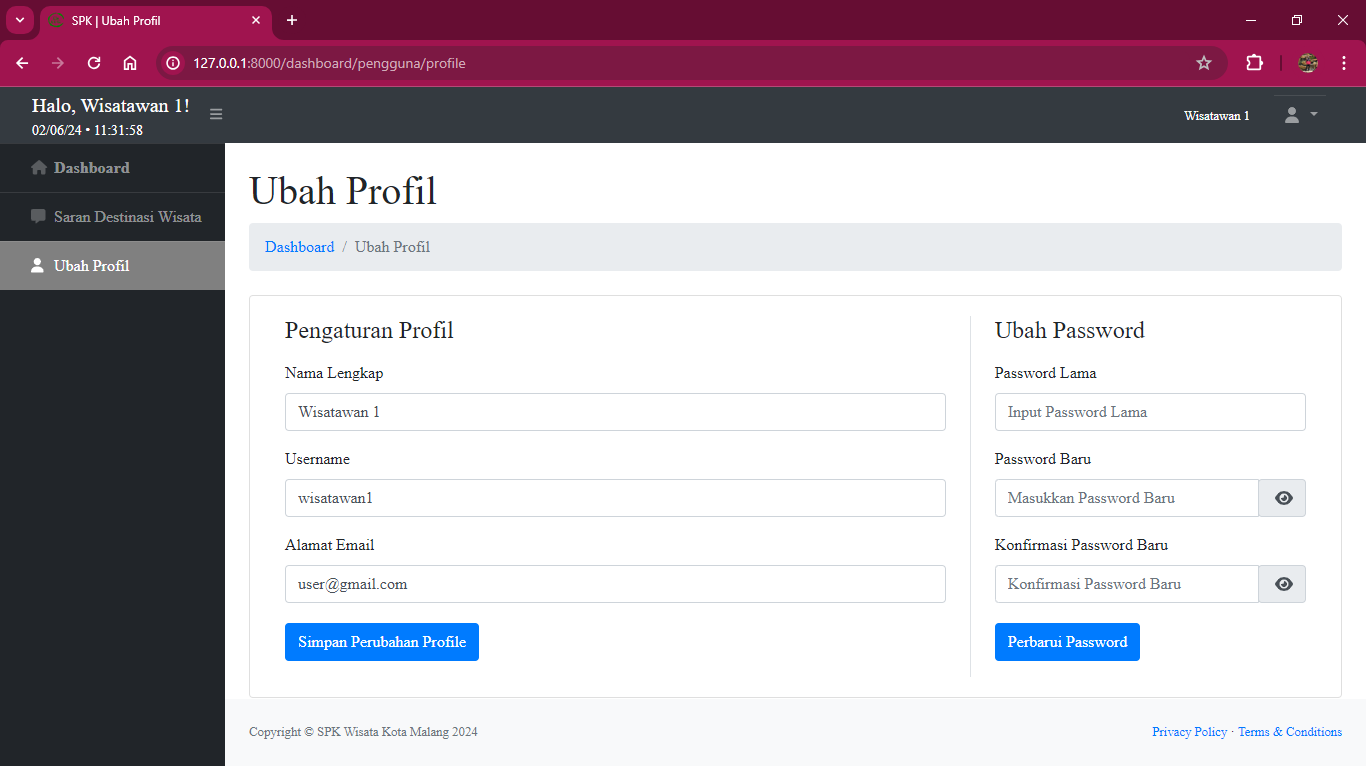 SPK | Ubah Profil
127.0.0.1:8000/dashboard/pengguna/profile
Halo, Wisatawan 1!
02/06/24 • 11:31:58
Wisatawan 1
Dashboard
Saran Destinasi Wisata
Ubah Profil
Ubah Profil
Dashboard / Ubah Profil
Pengaturan Profil
Nama Lengkap
Wisatawan 1
Username
wisatawan1
Alamat Email
user@gmail.com
Simpan Perubahan Profile
Ubah Password
Password Lama
Input Password Lama
Password Baru
Masukkan Password Baru
Konfirmasi Password Baru
Konfirmasi Password Baru
Perbarui Password
Copyright © SPK Wisata Kota Malang 2024
Privacy Policy · Terms & Conditions